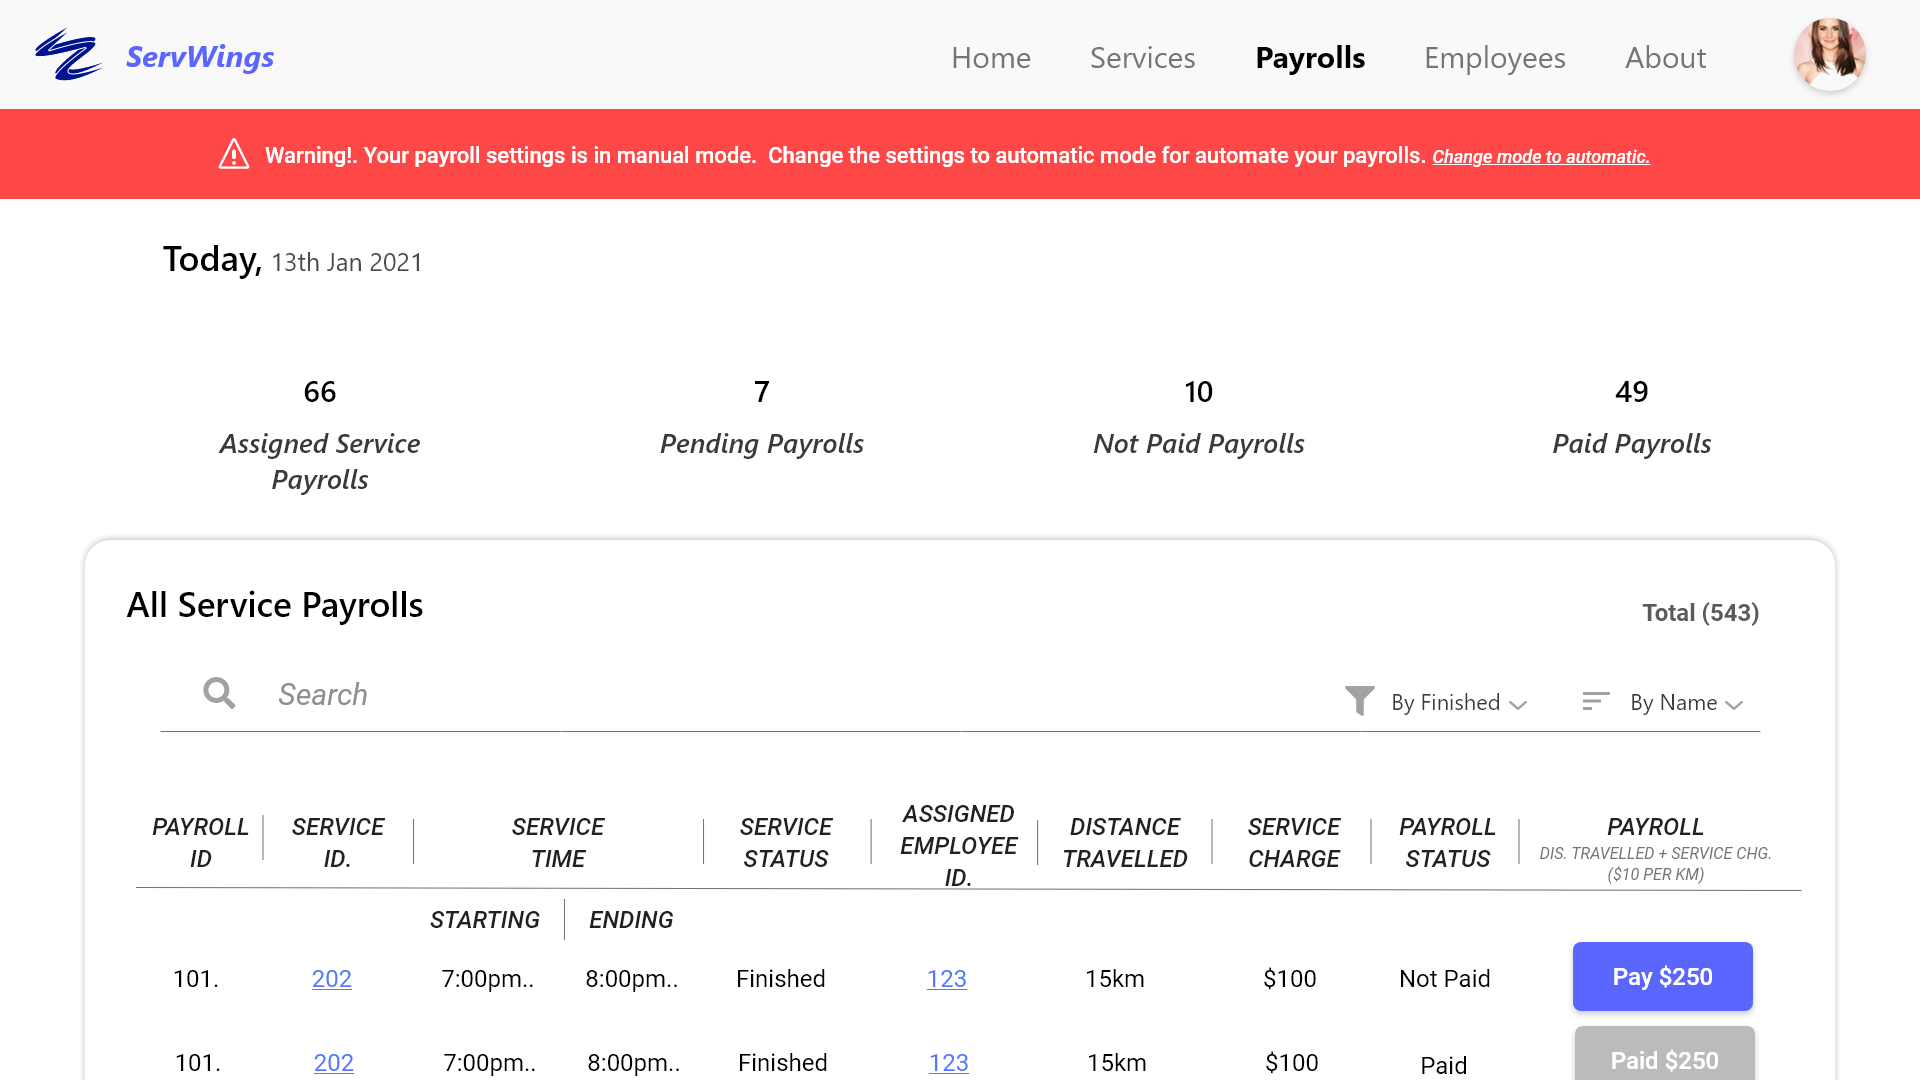 ServWings
Home Services Payrolls Employees About
Warning!. Your payroll settings is in manual mode.  Change the settings to automatic mode for automate your payrolls. Change mode to automatic.
Today, 13th Jan 2021
66 7 10 49
Assigned Service Pending Payrolls Not Paid Payrolls Paid Payrolls
Payrolls
All Service Payrolls
Total (543)
Search By Finished By Name
PAYROLL SERVICE SERVICE SERVICE ASSIGNED DISTANCE SERVICE PAYROLL PAYROLL
ID ID. TIME STATUS EMPLOYEE TRAVELLED CHARGE STATUS DIS. TRAVELLED + SERVICE CHG.
ID. ($10 PER KM)
STARTING ENDING
101. 202 7:00pm.. 8:00pm.. Finished 123 15km $100 Not Paid Pay $250
101. 202 7:00pm.. 8:00pm.. Finished 123 15km $100 Paid Paid $250